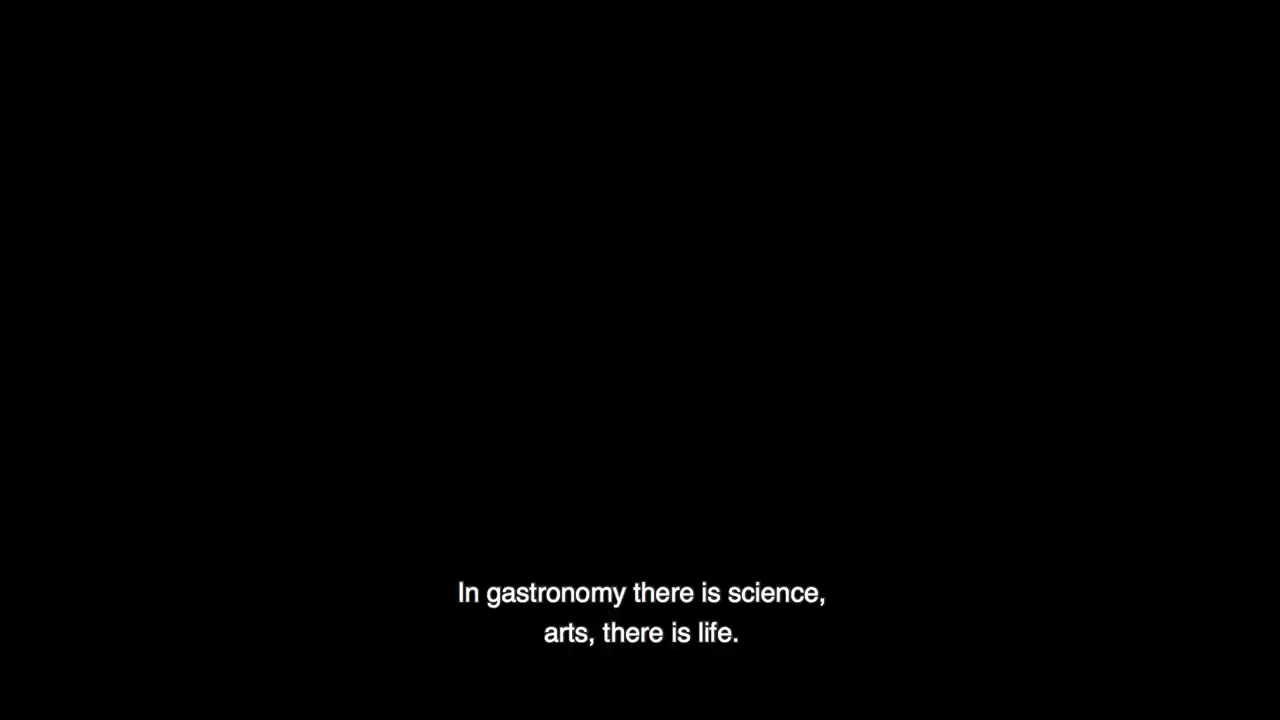 In gastronomy there is science,
arts, there is life.